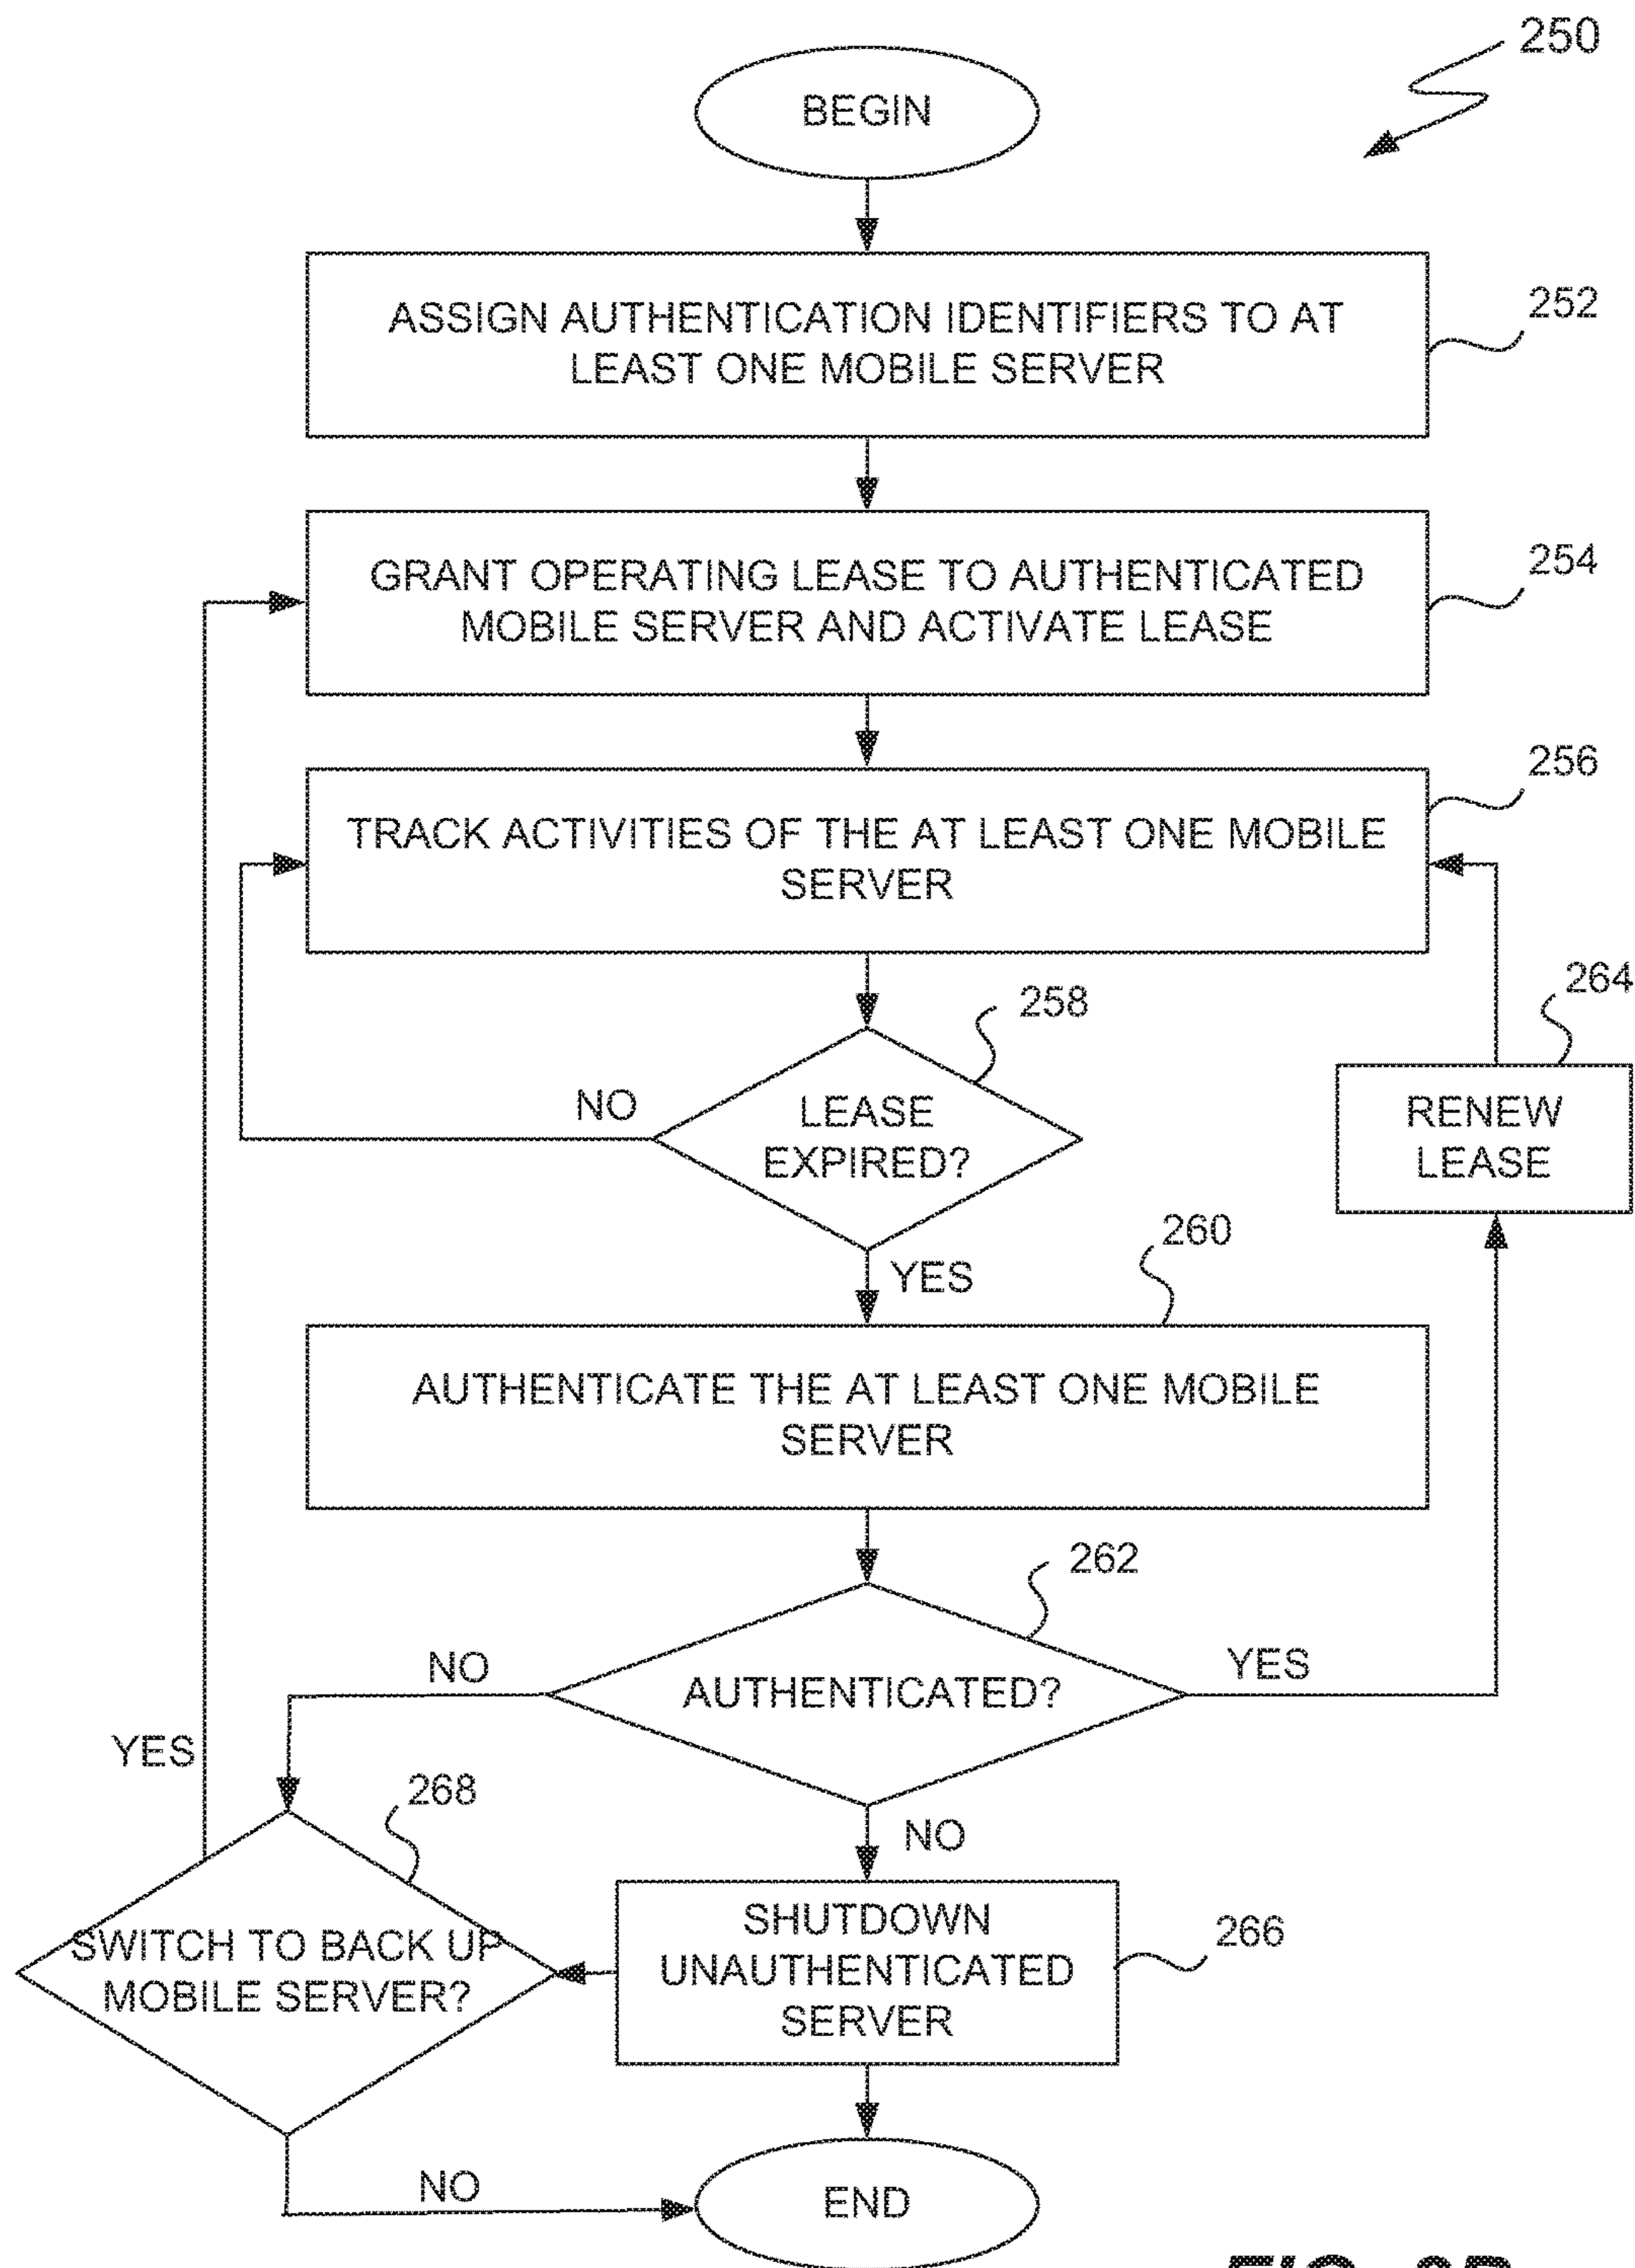 250
BEGIN
ASSIGN AUTHENTICATION IDENTIFIERS TO AT
LEAST ONE MOBILE SERVER
252
GRANT OPERATING LEASE TO AUTHENTICATED
MOBILE SERVER AND ACTIVATE LEASE
254
TRACK ACTIVITIES OF THE AT LEAST ONE MOBILE
SERVER
256
258
LEASE
EXPIRED?
NO
YES
264
RENEW
LEASE
260
AUTHENTICATE THE AT LEAST ONE MOBILE
SERVER
262
AUTHENTICATED?
NO
YES
NO
YES
268
SWITCH TO BACK UP
MOBILE SERVER?
SHUTDOWN
UNAUTHENTICATED
SERVER
266
NO
END
FIG.